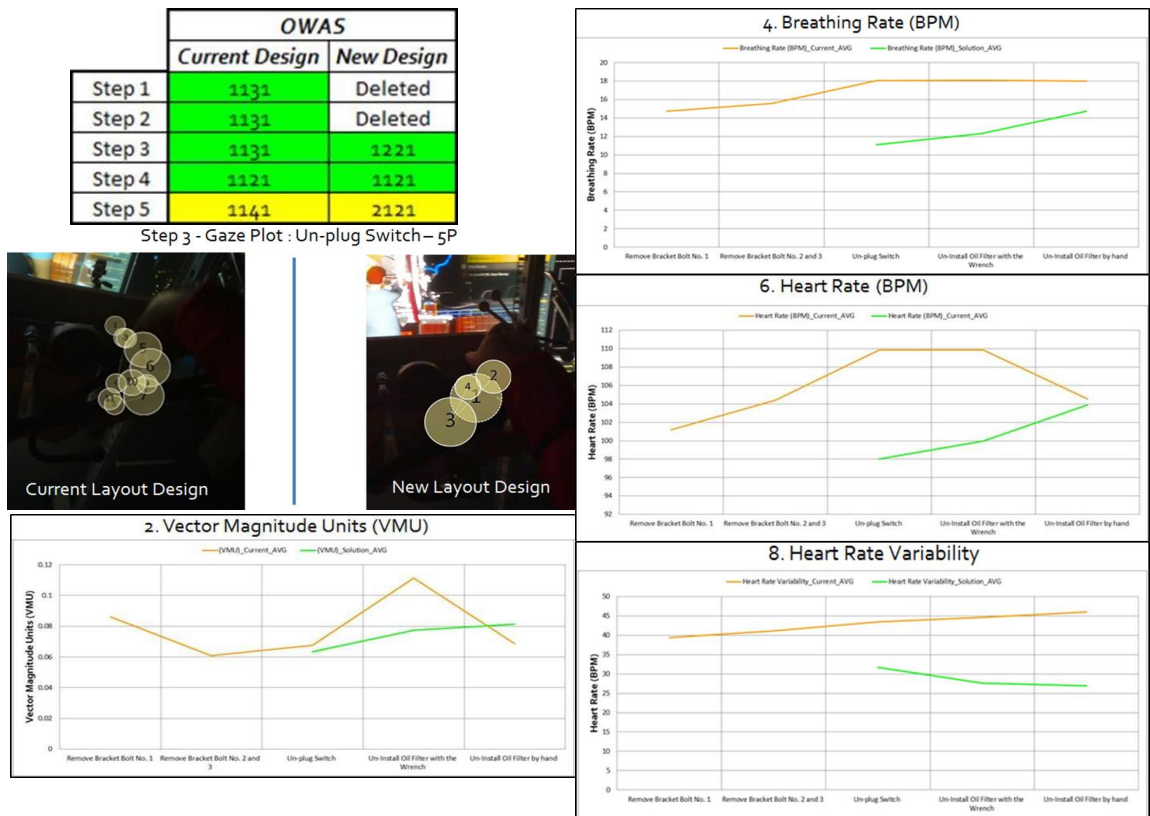 OWAS
Current Design New Design
Step 1 1131 Deleted
Step 2 1131 Deleted
Step 3 1131 1221
Step 4 1121 1121
Step 5 1141 2121
Step 3 - Gaze Plot : Un-plug Switch – 5P
5
6
7
Current Layout Design
2
4
1
3
New Layout Design
2. Vector Magnitude Units (VMU)
(VMU)_Current_AVG (VMU)_Solution_AVG
Vector Magnitude Units (VMU)
0.12
0.1
0.08
0.06
0.04
0.02
0
Remove Bracket Bolt No. 1 Remove Bracket Bolt No. 2 and 3 Un-plug Switch Un-Install Oil Filter with the Wrench Un-Install Oil Filter by hand
4. Breathing Rate (BPM)
Breathing Rate (BPM)_Current_AVG Breathing Rate (BPM)_Solution_AVG
Breathing Rate (BPM)
20
18
16
14
12
10
8
6
4
2
0
Remove Bracket Bolt No. 1 Remove Bracket Bolt No. 2 and 3 Un-plug Switch Un-Install Oil Filter with the Wrench Un-Install Oil Filter by hand
6. Heart Rate (BPM)
Heart Rate (BPM)_Current_AVG Heart Rate (BPM)_Current_AVG
Heart Rate (BPM)
112
110
108
106
104
102
100
98
96
94
92
Remove Bracket Bolt No. 1 Remove Bracket Bolt No. 2 and 3 Un-plug Switch Un-Install Oil Filter with the Wrench Un-Install Oil Filter by hand
8. Heart Rate Variability
Heart Rate Variability_Current_AVG Heart Rate Variability_Solution_AVG
Heart Rate (BPM)
50
45
40
35
30
25
20
15
10
5
0
Remove Bracket Bolt No. 1 Remove Bracket Bolt No. 2 and 3 Un-plug Switch Un-Install Oil Filter with the Wrench Un-Install Oil Filter by hand